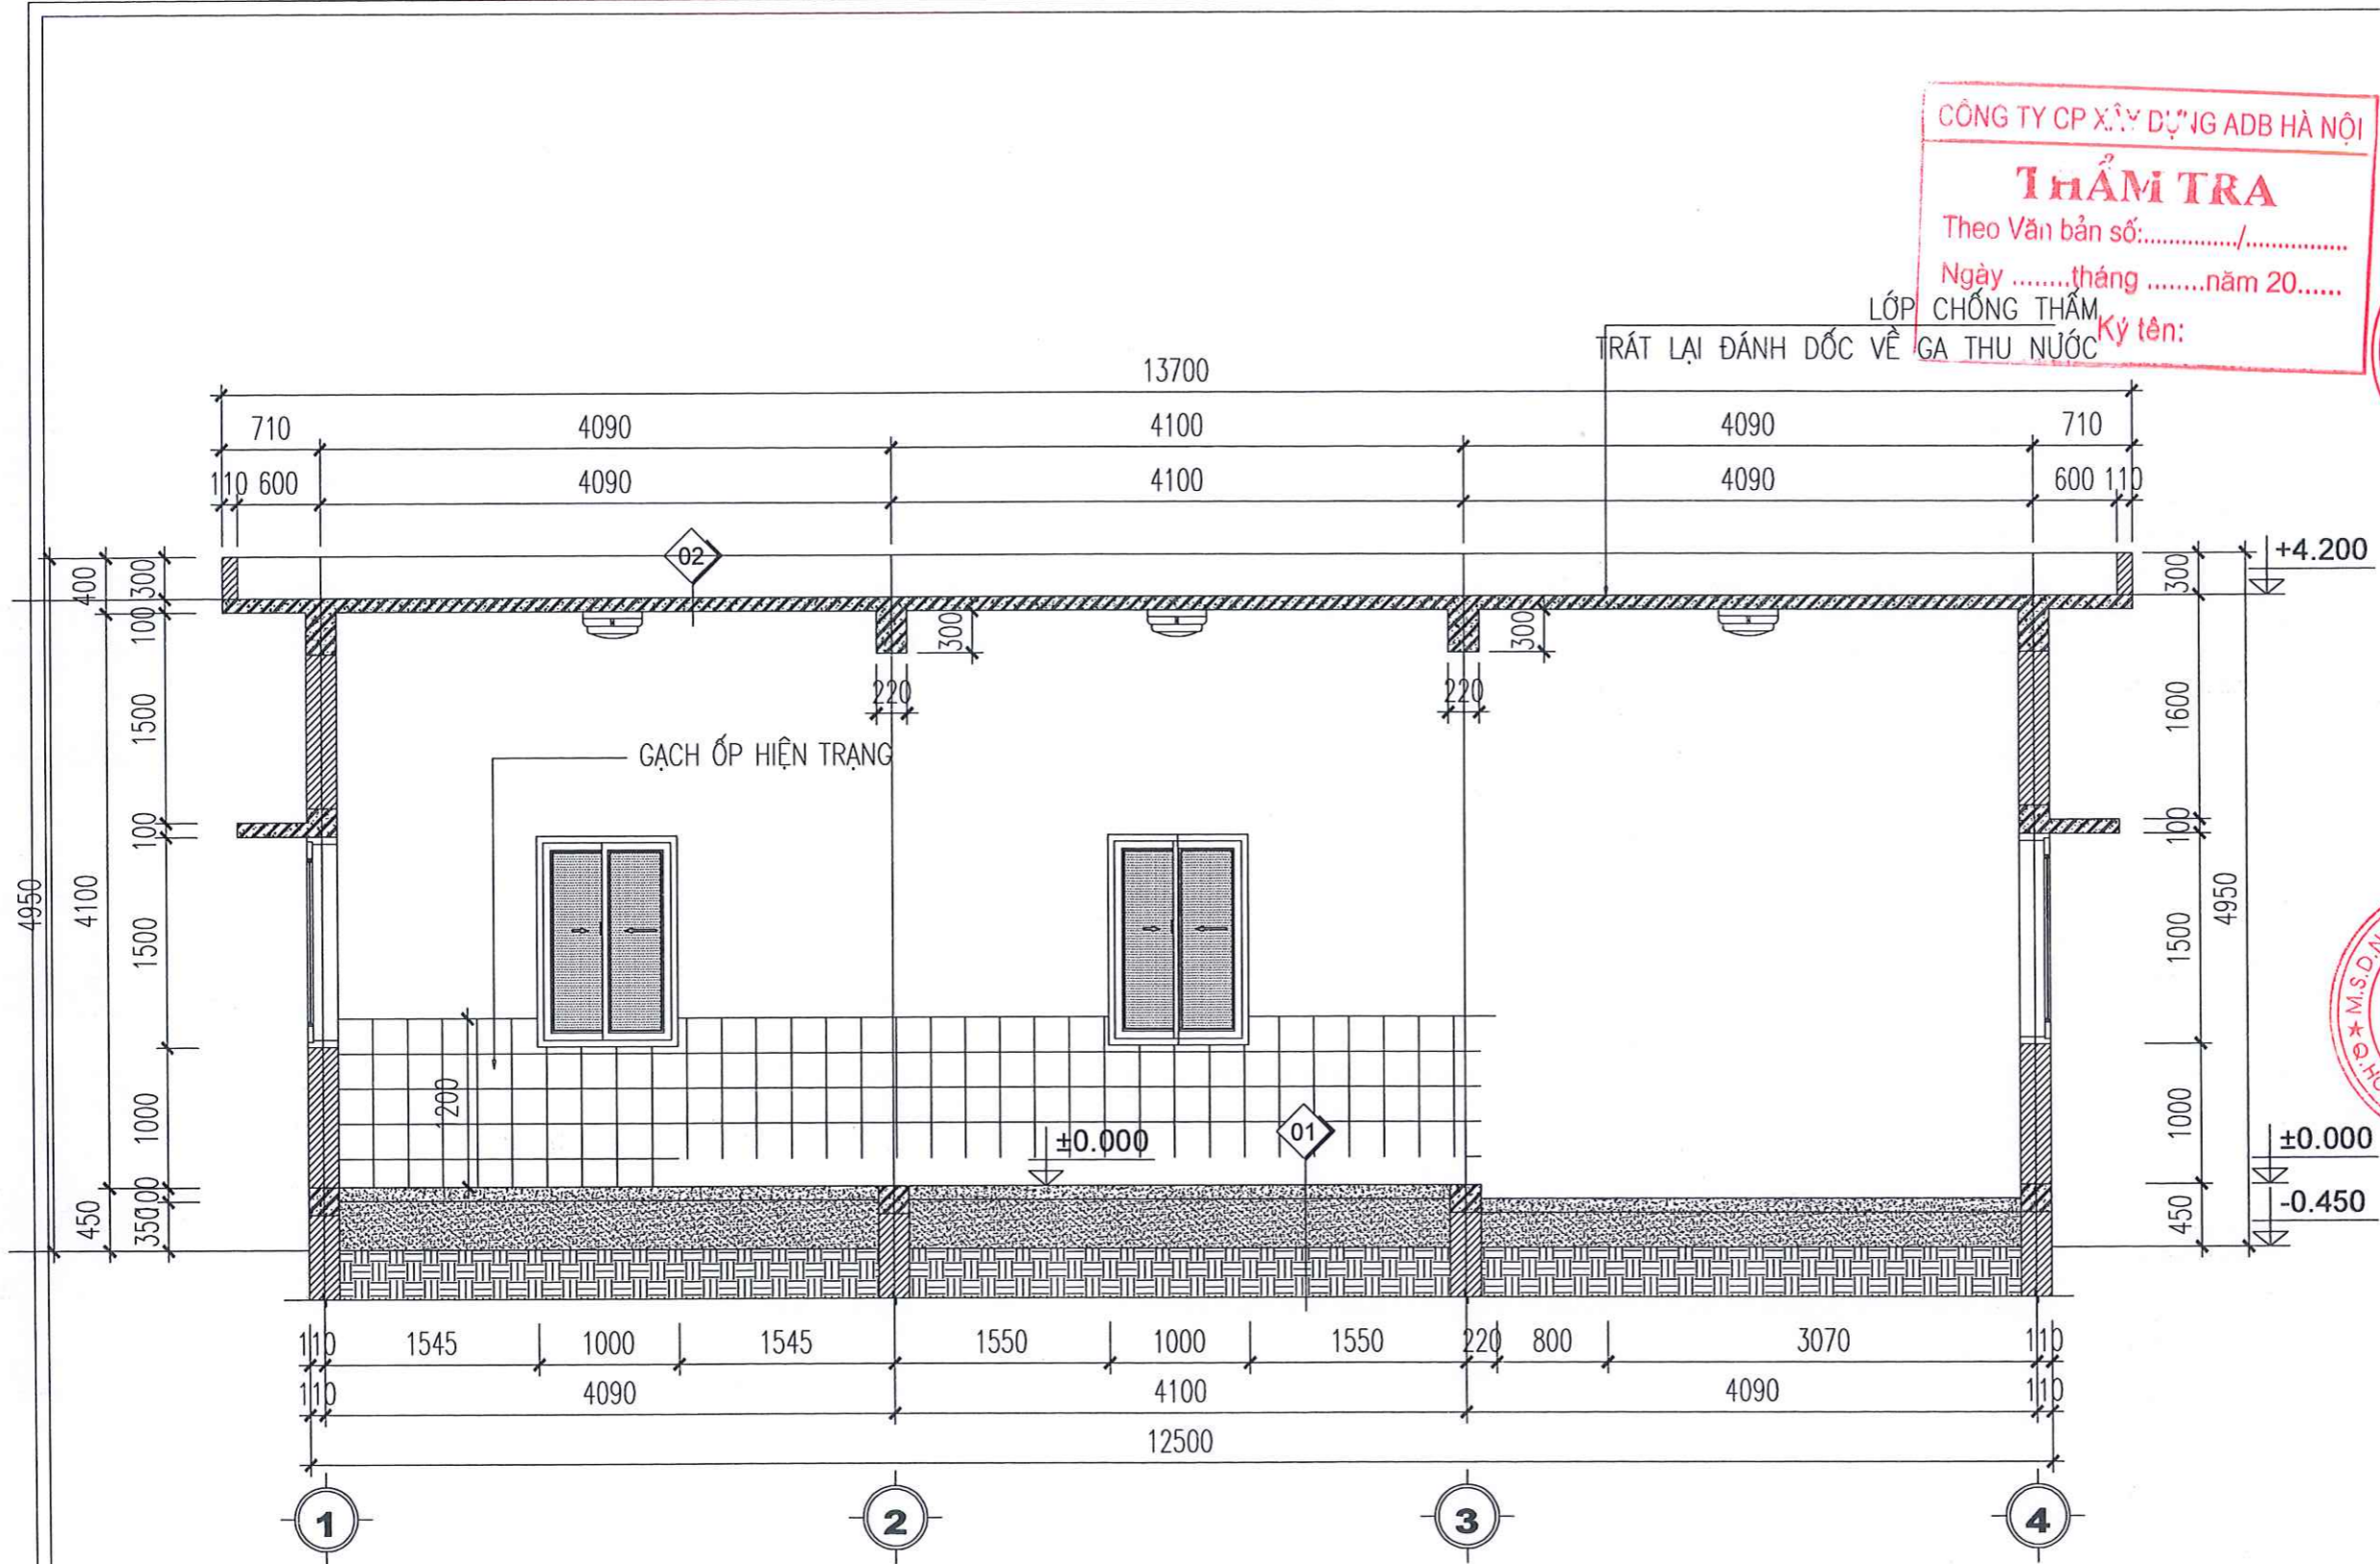 CÔNG TY CP XÂY DỰNG ADB HÀ NỘI
THẨM TRA
Theo Văn bản số:.............../................
Ngày ........tháng ........năm 20......
Ký tên:
LỚP CHỐNG THẤM
TRÁT LẠI ĐÁNH DỐC VỀ GA THU NƯỚC
13700
710 4090 4100 4090 710
110 600 4090 4100 4090 600 110
02
+4.200
400 300 300
100 300 300
220 220
1500 1600
GẠCH ỐP HIỆN TRẠNG
100 100
4950 4100 1500 1500 4950
1000 1200 1000
±0.000 01 ±0.000
100
450 350 450 -0.450
M.S.D.N
110 1545 1000 1545 1550 1000 1550 220 800 3070 110
110 4090 4100 4090 110
12500
1 2 3 4